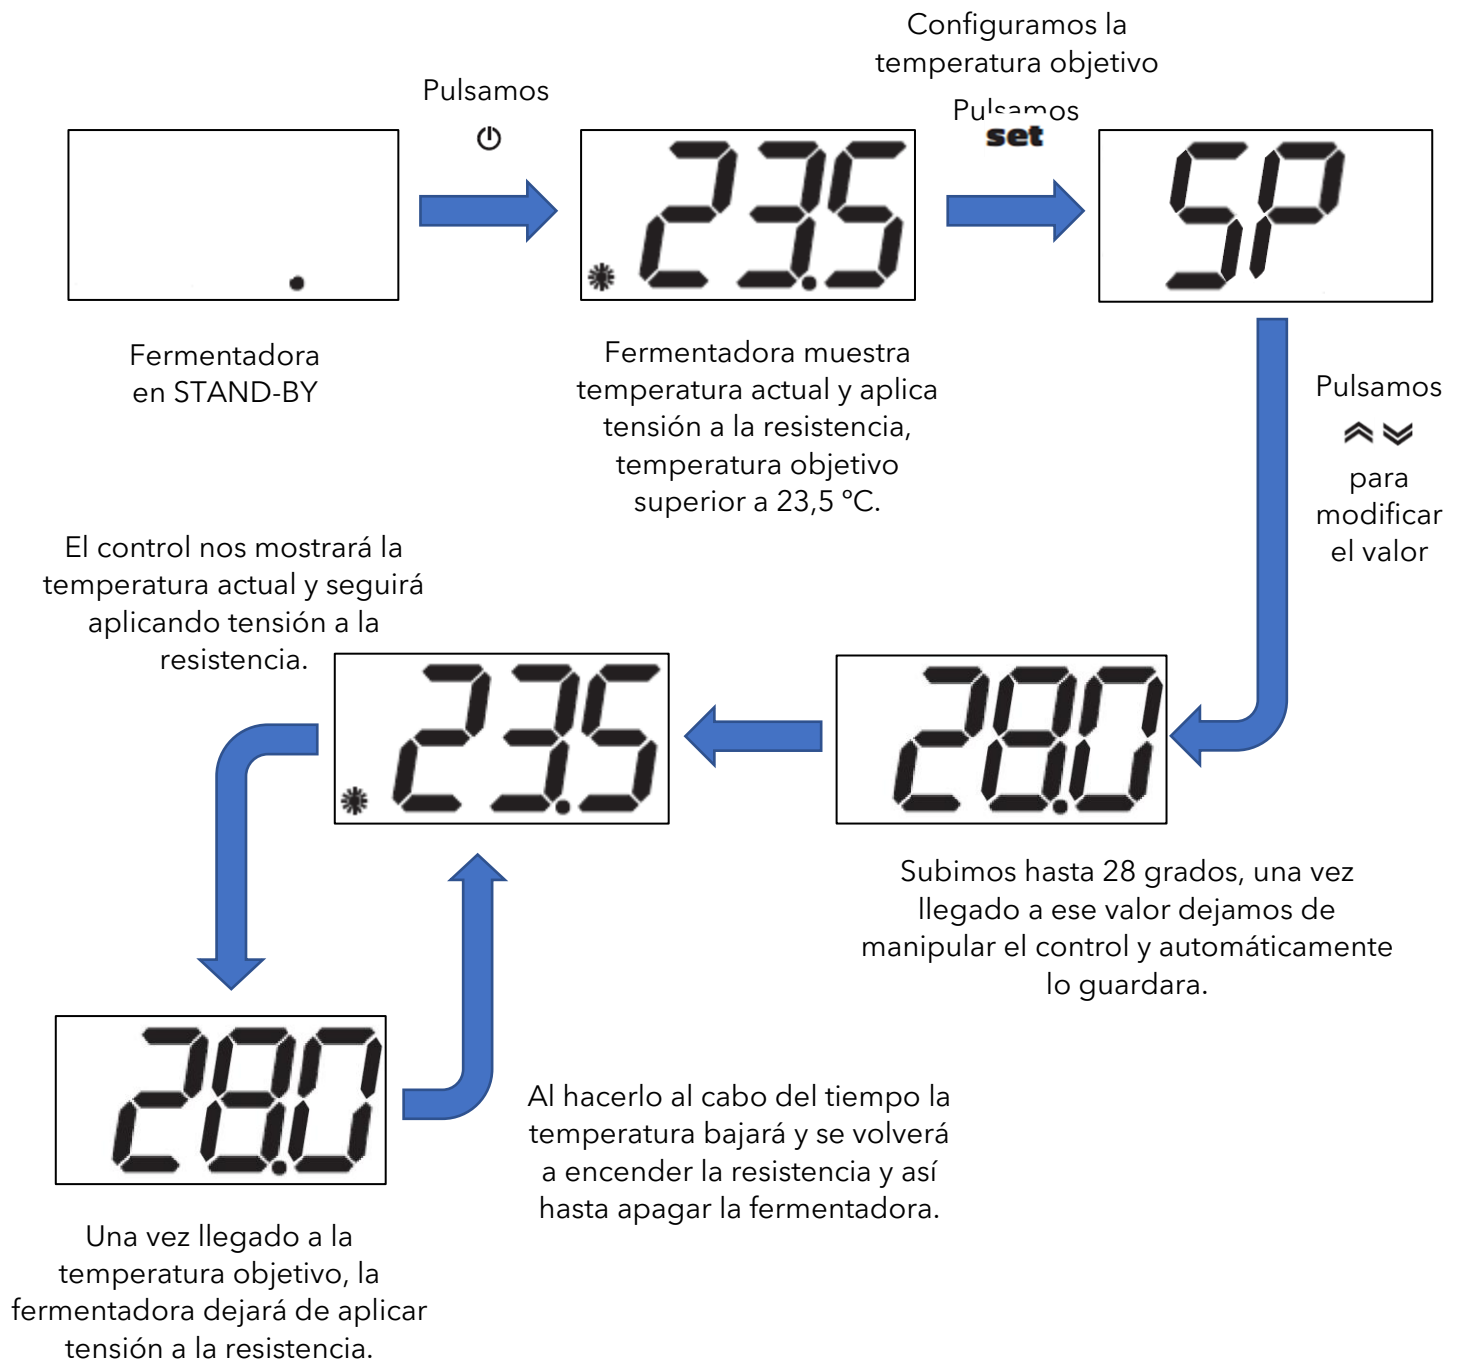 Configuramos la
temperatura objetivo
Pulsamos
Pulsamos
set
23.5
SP
Fermentadora
en STAND-BY
Fermentadora muestra
temperatura actual y aplica
tensión a la resistencia,
temperatura objetivo
superior a 23,5 ºC.
Pulsamos
para
modificar
el valor
El control nos mostrará la
temperatura actual y seguirá
aplicando tensión a la
resistencia.
23.5
28.0
Subimos hasta 28 grados, una vez
llegado a ese valor dejamos de
manipular el control y automáticamente
lo guardara.
28.0
Al hacerlo al cabo del tiempo la
temperatura bajará y se volverá
a encender la resistencia y así
hasta apagar la fermentadora.
Una vez llegado a la
temperatura objetivo, la
fermentadora dejará de aplicar
tensión a la resistencia.